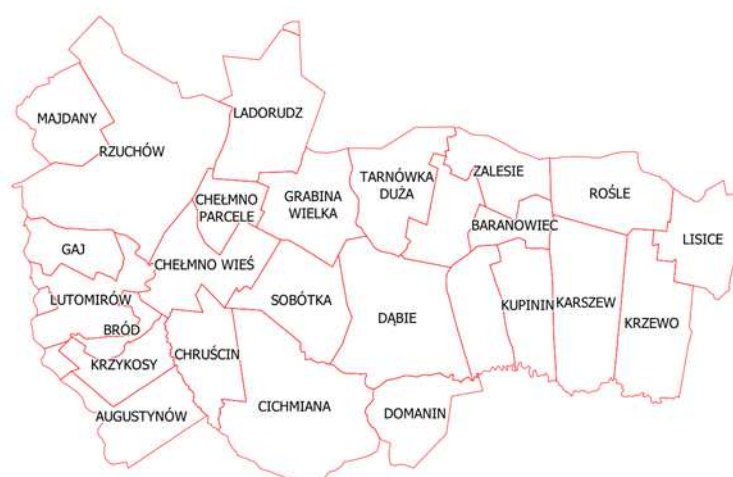 LADORUDZ
MAJDANY
RZUCHÓW
ZALESIE
TARNÓWKA
DUŻA
ROŚLE
CHEŁMNO
PARCELE
GRABINA
WIELKA
BARANOWIEC
LISICE
GAJ
CHEŁMNO WIEŚ
LUTOMIRÓW
SOBÓTKA
KUPININ
KARSZEW
DĄBIE
KRZEWO
BRÓD
CHRUŚCIN
KRZYKOSY
CICHMIANA
AUGUSTYNÓW
DOMANIN